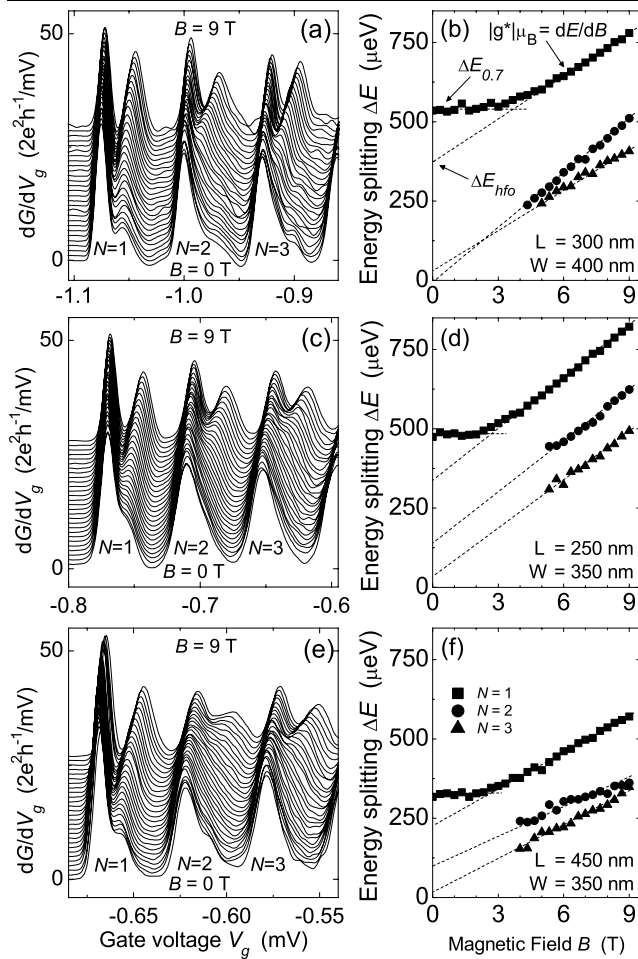 (a)
B = 9 T
50
0
dG/dVg (2e²h⁻¹/mV)
N=1 N=2 N=3
B = 0 T
-1.1 -1.0 -0.9
(b)
|g*|μB = dE/dB
ΔE0.7
ΔEhfo
750
500
250
0
Energy splitting ΔE (μeV)
L = 300 nm
W = 400 nm
0 3 6 9
(c)
B = 9 T
50
0
dG/dVg (2e²h⁻¹/mV)
N=1 N=2 N=3
B = 0 T
-0.8 -0.7 -0.6
(d)
750
500
250
0
Energy splitting ΔE (μeV)
L = 250 nm
W = 350 nm
0 3 6 9
(e)
B = 9 T
50
0
dG/dVg (2e²h⁻¹/mV)
N=1 N=2 N=3
B = 0 T
-0.65 -0.60 -0.55
Gate voltage Vg (mV)
(f)
750
500
250
0
Energy splitting ΔE (μeV)
N = 1
N = 2
N = 3
L = 450 nm
W = 350 nm
0 3 6 9
Magnetic Field B (T)